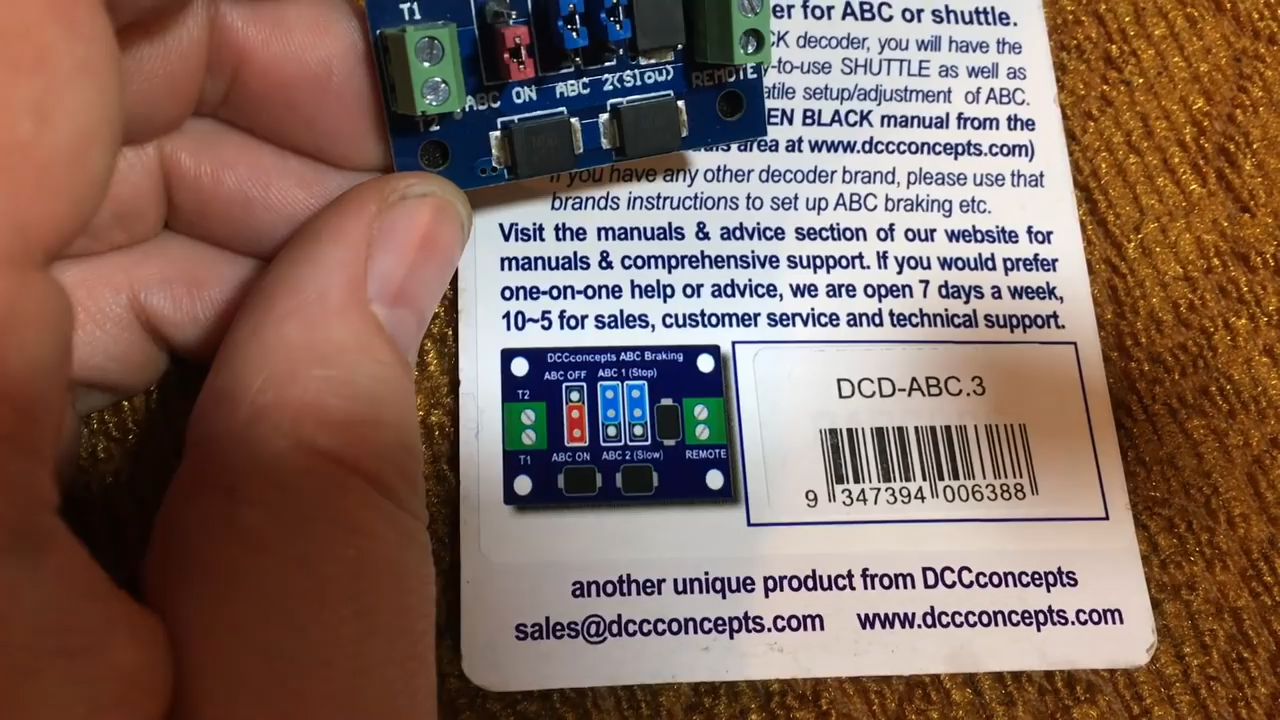 T1
ABC ON ABC 2(Slow)
REMOTE
er for ABC or shuttle.
CK decoder, you will have the
y-to-use SHUTTLE as well as
atile setup/adjustment of ABC.
EN BLACK manual from the
area at www.dccconcepts.com)
If you have any other decoder brand, please use that
brands instructions to set up ABC braking etc.
Visit the manuals & advice section of our website for
manuals & comprehensive support. If you would prefer
one-on-one help or advice, we are open 7 days a week,
10~5 for sales, customer service and technical support.
DCCconcepts ABC Braking
ABC OFF ABC 1 (Stop)
T2
T1
ABC ON ABC 2 (Slow)
REMOTE
DCD-ABC.3
9 347394 006388
another unique product from DCCconcepts
sales@dccconcepts.com www.dccconcepts.com